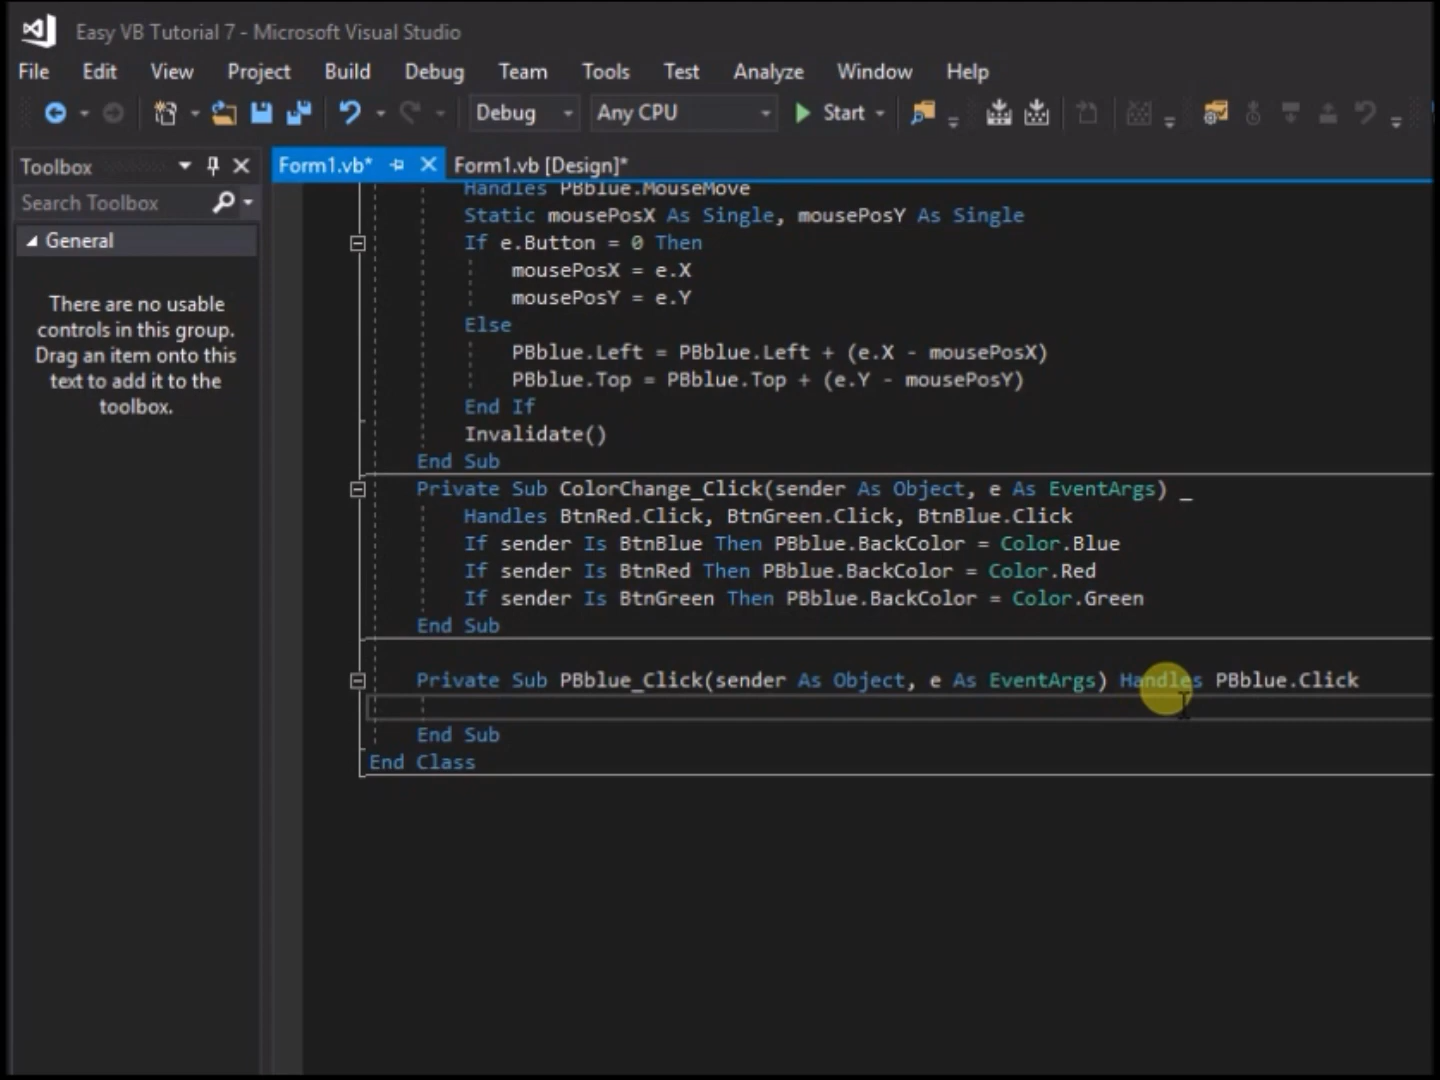 Easy VB Tutorial 7 - Microsoft Visual Studio
File Edit View Project Build Debug Team Tools Test Analyze Window Help
Debug Any CPU Start
Toolbox
Search Toolbox
General
There are no usable
controls in this group.
Drag an item onto this
text to add it to the
toolbox.
Form1.vb* Form1.vb [Design]*
Handles PBblue.MouseMove
Static mousePosX As Single, mousePosY As Single
If e.Button = 0 Then
mousePosX = e.X
mousePosY = e.Y
Else
PBblue.Left = PBblue.Left + (e.X - mousePosX)
PBblue.Top = PBblue.Top + (e.Y - mousePosY)
End If
Invalidate()
End Sub
Private Sub ColorChange_Click(sender As Object, e As EventArgs) _
Handles BtnRed.Click, BtnGreen.Click, BtnBlue.Click
If sender Is BtnBlue Then PBblue.BackColor = Color.Blue
If sender Is BtnRed Then PBblue.BackColor = Color.Red
If sender Is BtnGreen Then PBblue.BackColor = Color.Green
End Sub
Private Sub PBblue_Click(sender As Object, e As EventArgs) Handles PBblue.Click
End Sub
End Class